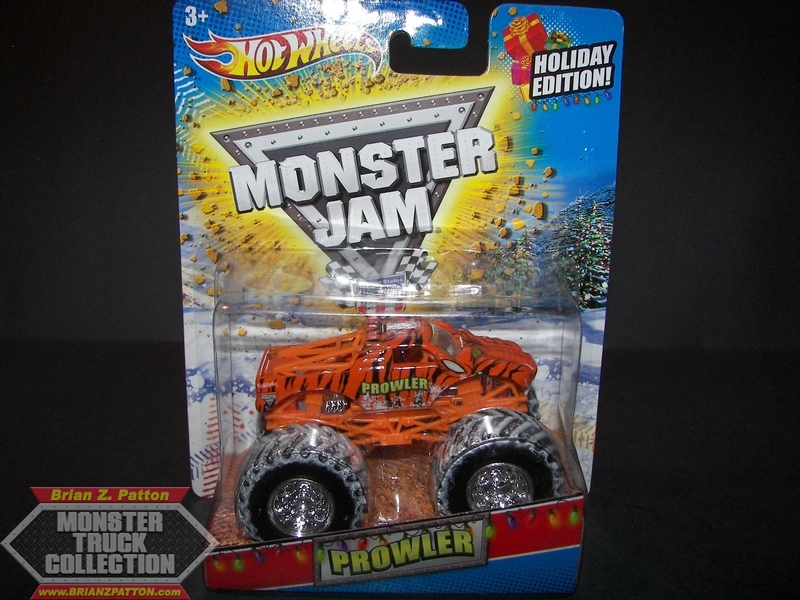 3+
HOT WHEELS
HOLIDAY
EDITION!
MONSTER
JAM
PROWLER
PROWLER
Brian Z. Patton
MONSTER
TRUCK
COLLECTION
www.BRIANZPATTON.com